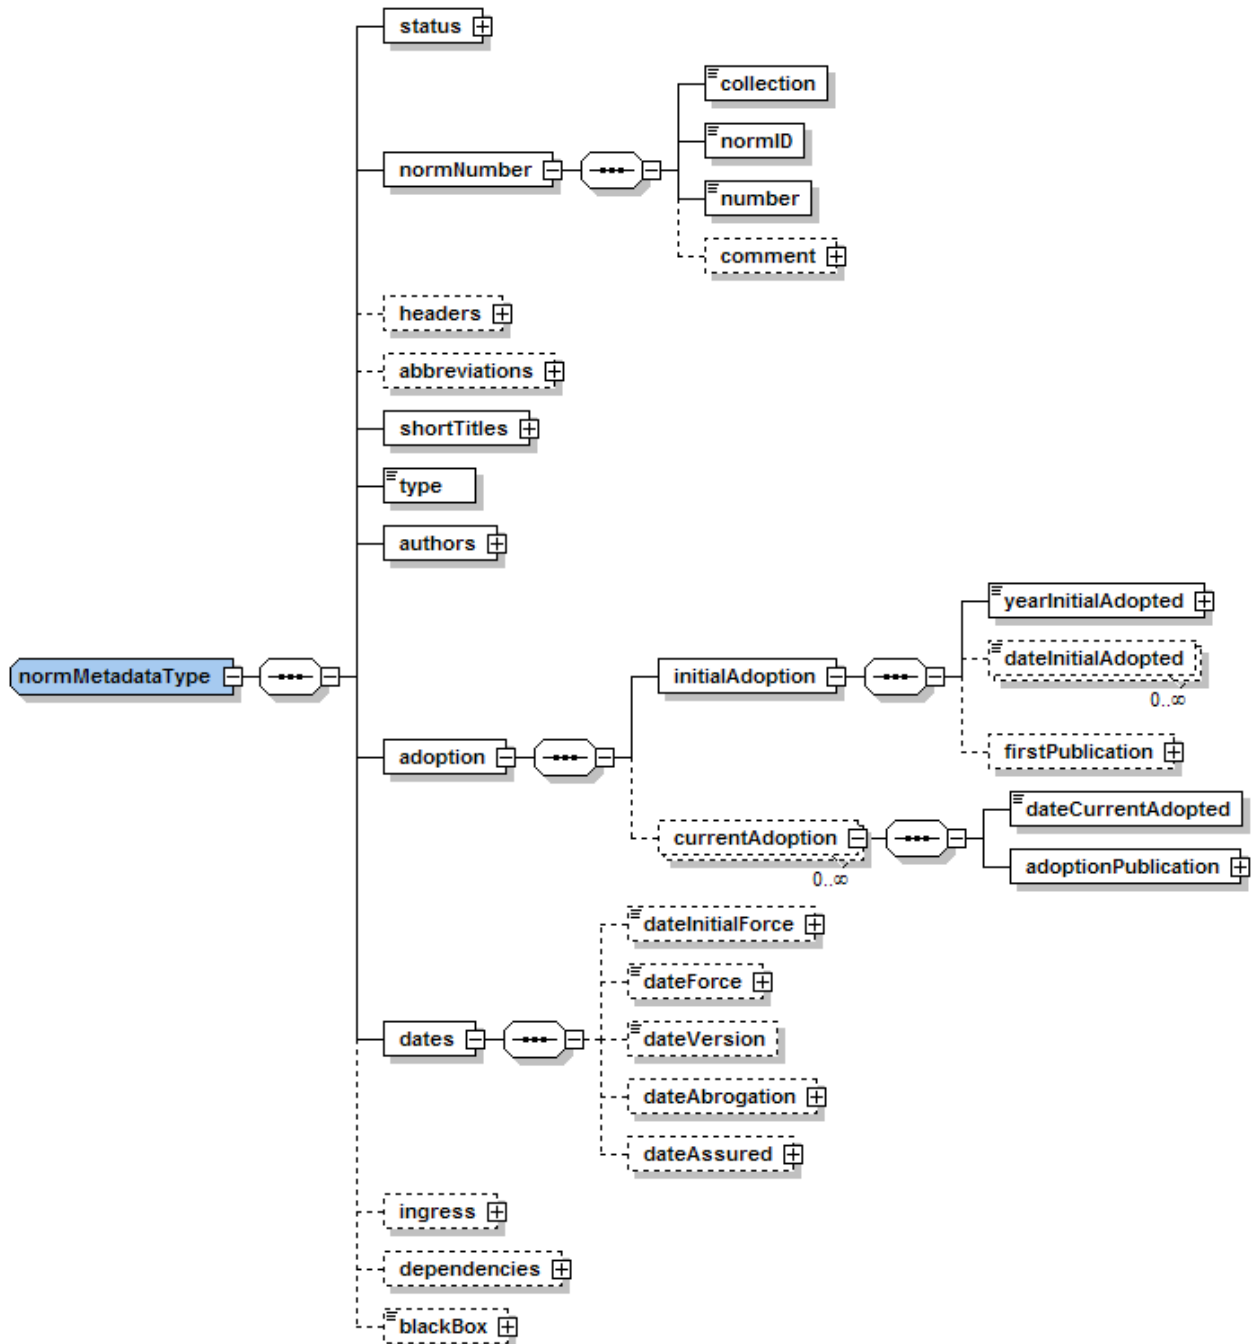 status
collection
normID
normNumber
number
comment
headers
abbreviations
shortTitles
type
authors
yearInitialAdopted
dateInitialAdopted
0..∞
normMetadataType
initialAdoption
firstPublication
adoption
dateCurrentAdopted
currentAdoption
0..∞
adoptionPublication
dateInitialForce
dateForce
dates
dateVersion
dateAbrogation
dateAssured
ingress
dependencies
blackBox